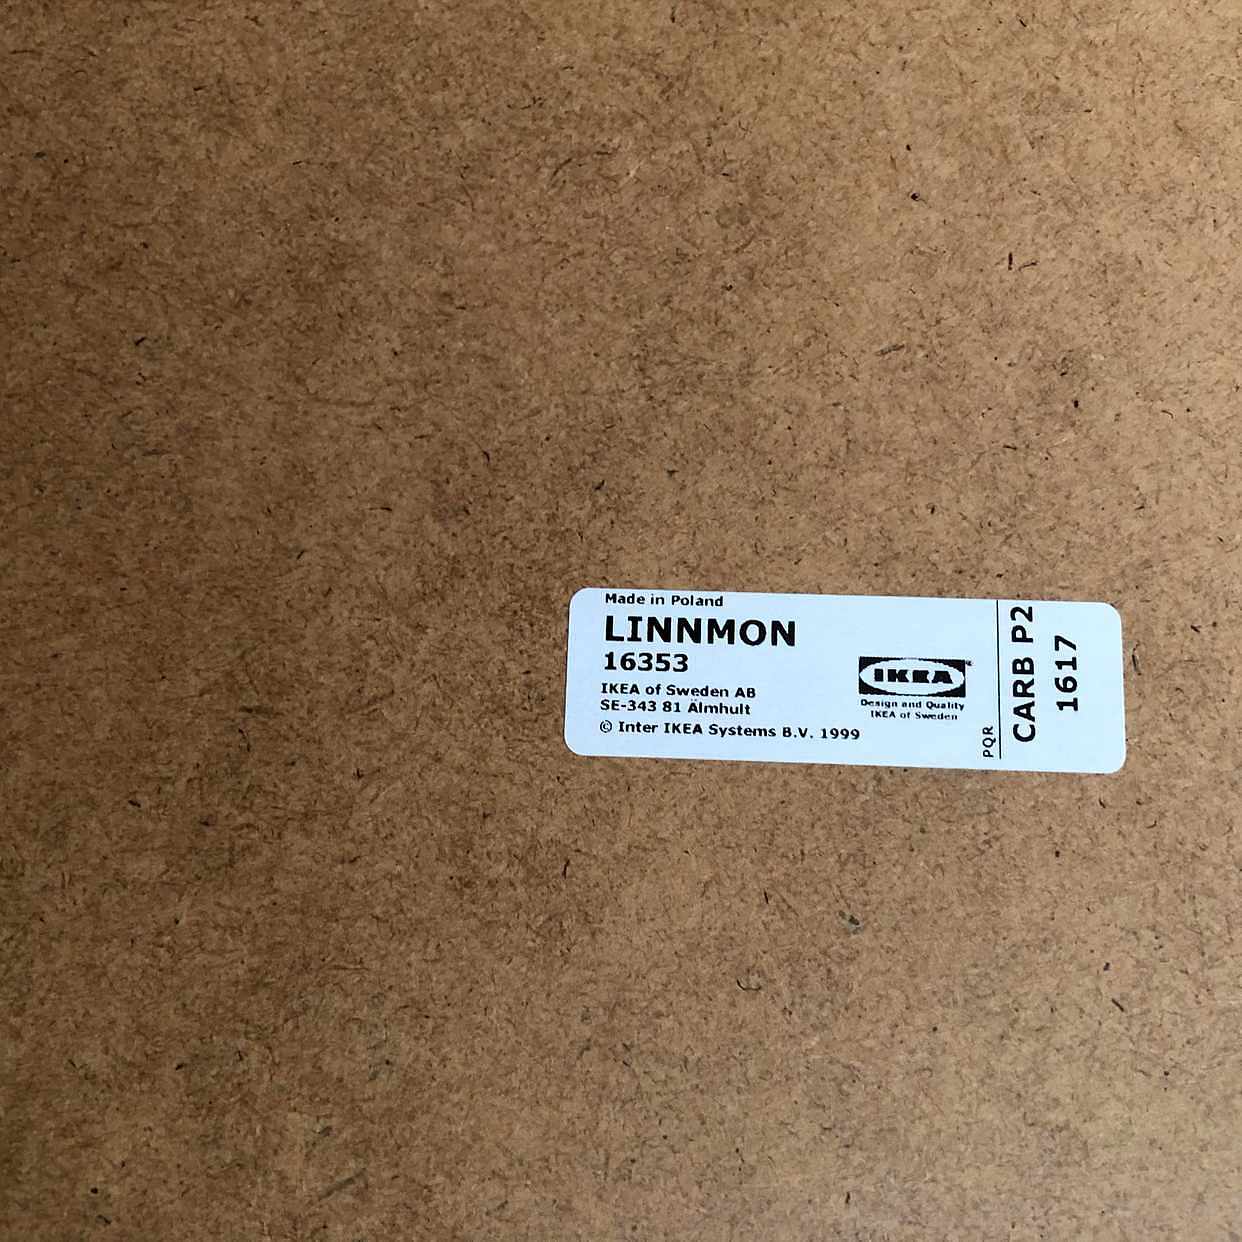 Made in Poland
LINNMON
16353
IKEA of Sweden AB
SE-343 81 Älmhult
© Inter IKEA Systems B.V. 1999
IKEA
Design and Quality
IKEA of Sweden
PQR
CARB P2
1617